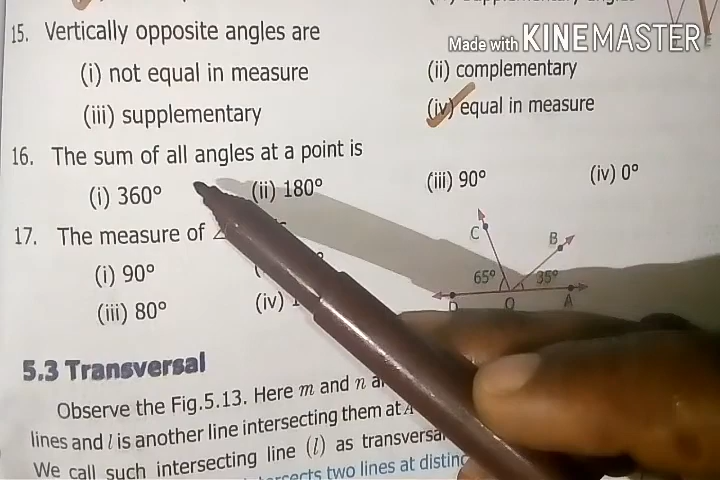 Made with KINEMASTER
15. Vertically opposite angles are
(i) not equal in measure (ii) complementary
(iii) supplementary (iv) equal in measure
16. The sum of all angles at a point is
(i) 360° (ii) 180° (iii) 90° (iv) 0°
17. The measure of
(i) 90°
(iii) 80° (iv)
C B 65° 35° D O A
5.3 Transversal
Observe the Fig.5.13. Here m and n
lines and l is another line intersecting them at A
We call such intersecting line (l) as
two lines at